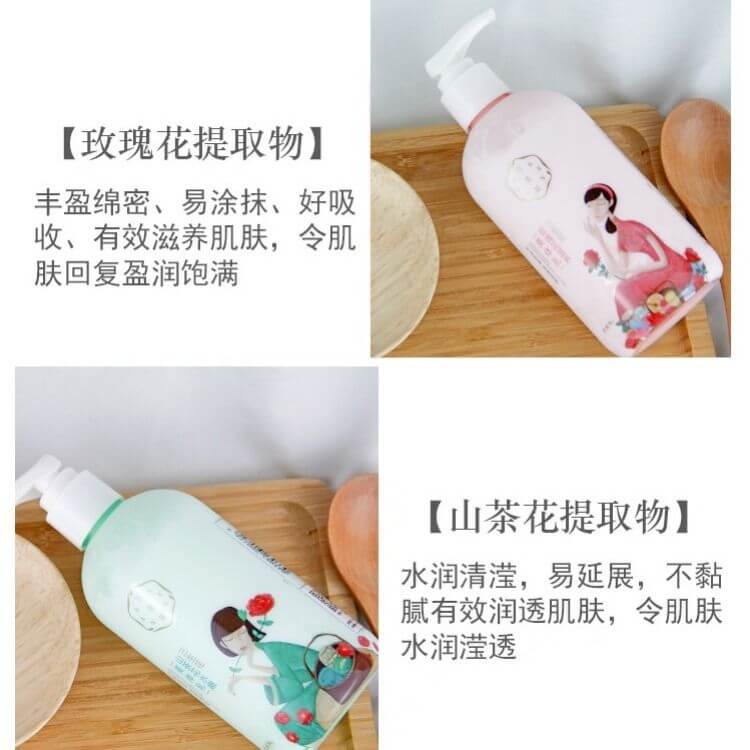 【玫瑰花提取物】
丰盈绵密、易涂抹、好吸
收、有效滋养肌肤，令肌
肤回复盈润饱满
【山茶花提取物】
水润清滢，易延展，不黏
腻有效润透肌肤，令肌肤
水润滢透